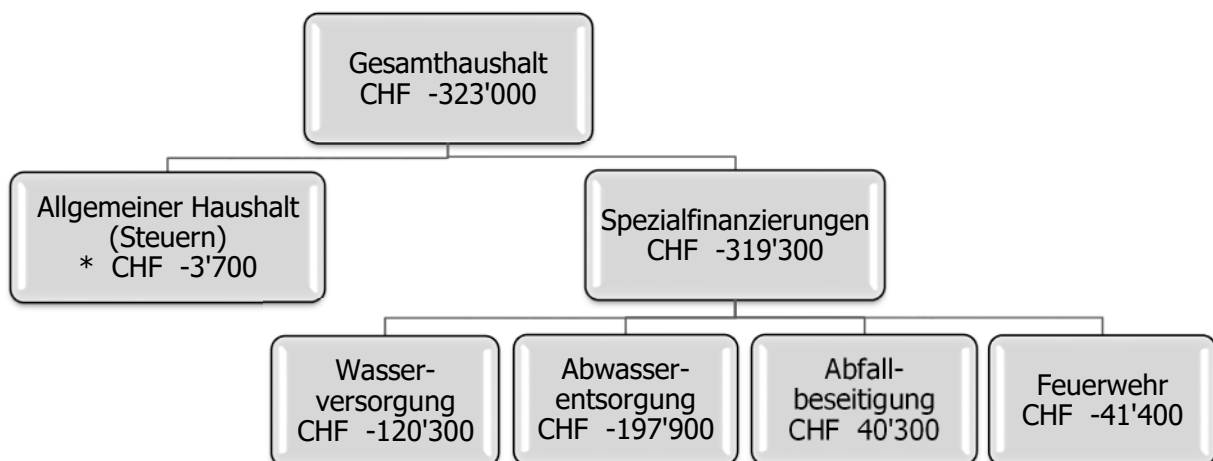 Gesamthaushalt
CHF -323'000
Allgemeiner Haushalt
(Steuern)
* CHF -3'700
Spezialfinanzierungen
CHF -319'300
Wasser-
versorgung
CHF -120'300
Abwasser-
entsorgung
CHF -197'900
Abfall-
beseitigung
CHF 40'300
Feuerwehr
CHF -41'400